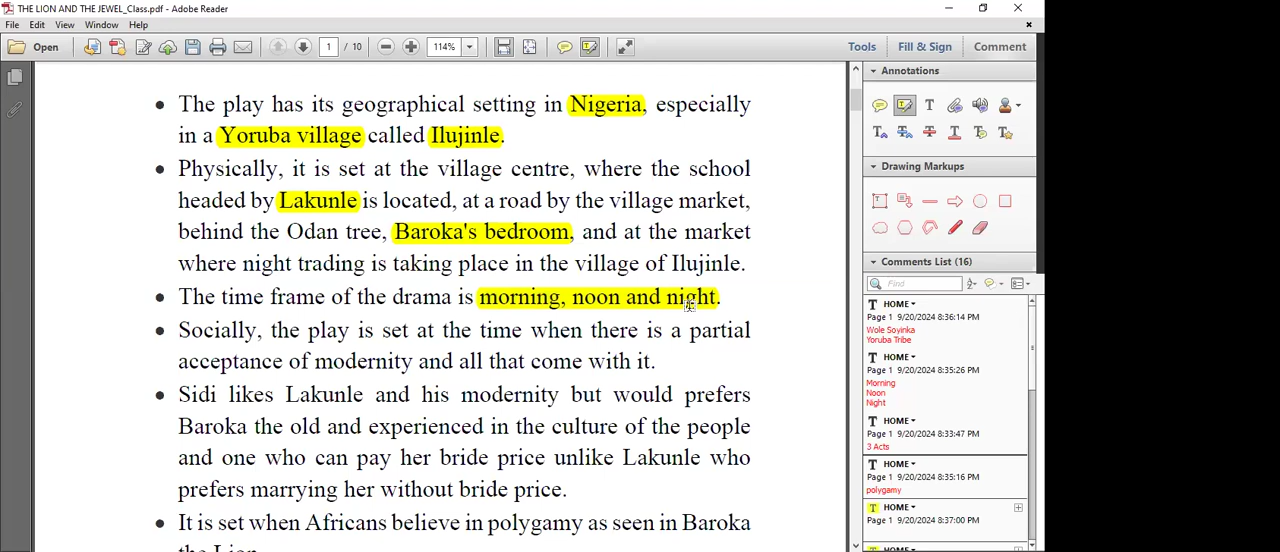 THE LION AND THE JEWEL_Class.pdf - Adobe Reader
File Edit View Window Help
Open 1 / 10 114% Tools Fill & Sign Comment
• The play has its geographical setting in Nigeria, especially
in a Yoruba village called Ilujinle.
• Physically, it is set at the village centre, where the school
headed by Lakunle is located, at a road by the village market,
behind the Odan tree, Baroka's bedroom, and at the market
where night trading is taking place in the village of Ilujinle.
• The time frame of the drama is morning, noon and night.
• Socially, the play is set at the time when there is a partial
acceptance of modernity and all that come with it.
• Sidi likes Lakunle and his modernity but would prefers
Baroka the old and experienced in the culture of the people
and one who can pay her bride price unlike Lakunle who
prefers marrying her without bride price.
• It is set when Africans believe in polygamy as seen in Baroka
the Lion.
Annotations
Drawing Markups
Comments List (16)
Find
HOME
Page 1 9/20/2024 8:36:14 PM
Wole Soyinka
Yoruba Tribe
HOME
Page 1 9/20/2024 8:35:26 PM
Morning
Noon
Night
HOME
Page 1 9/20/2024 8:33:47 PM
3 Acts
HOME
Page 1 9/20/2024 8:35:16 PM
polygamy
HOME
Page 1 9/20/2024 8:37:00 PM